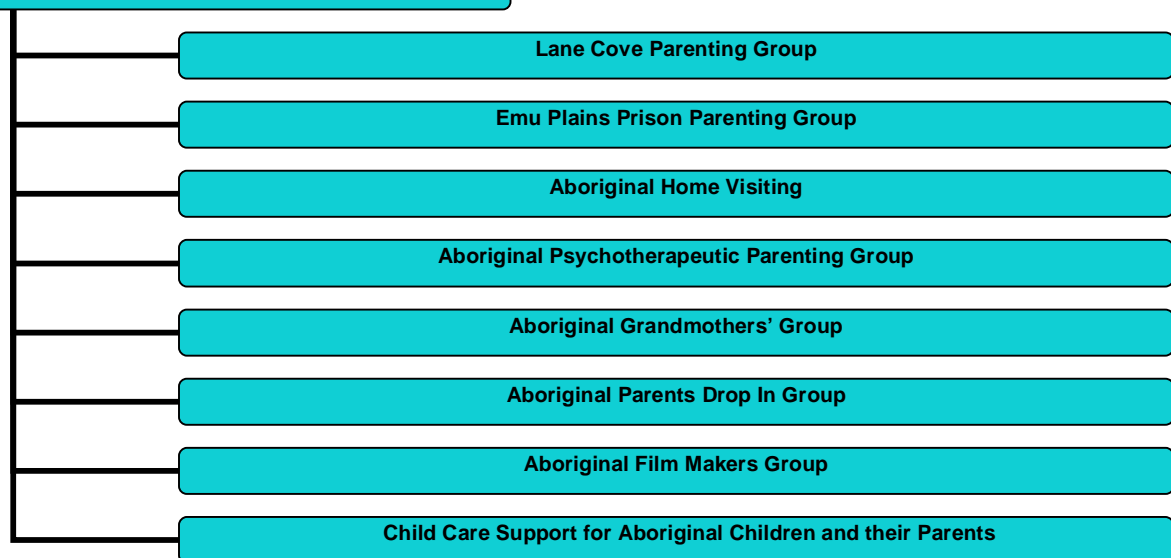 Lane Cove Parenting Group
Emu Plains Prison Parenting Group
Aboriginal Home Visiting
Aboriginal Psychotherapeutic Parenting Group
Aboriginal Grandmothers’ Group
Aboriginal Parents Drop In Group
Aboriginal Film Makers Group
Child Care Support for Aboriginal Children and their Parents